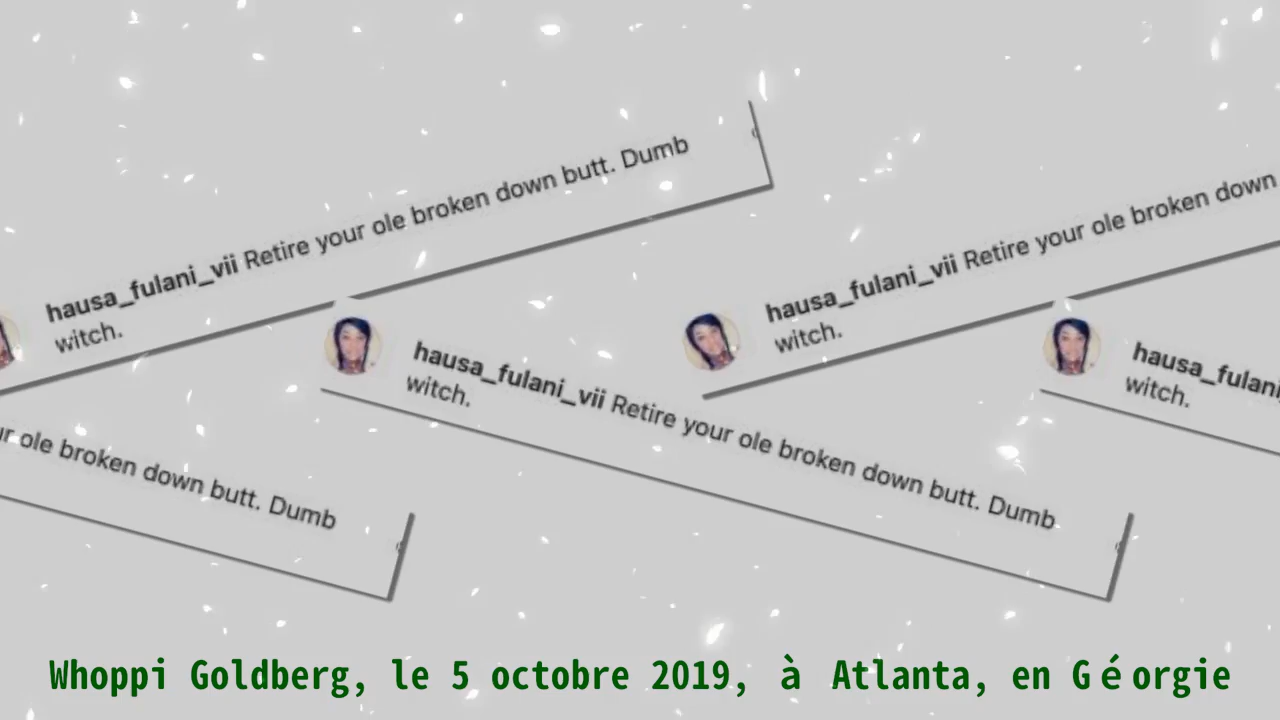 hausa_fulani_vii Retire your ole broken down butt. Dumb
witch.
hausa_fulani_vii Retire your ole broken down
witch.
hausa_fulani_vii Retire your ole broken down butt. Dumb
witch.
hausa_fulani
witch.
ole broken down butt. Dumb
Whoppi Goldberg, le 5 octobre 2019, à Atlanta, en Géorgie